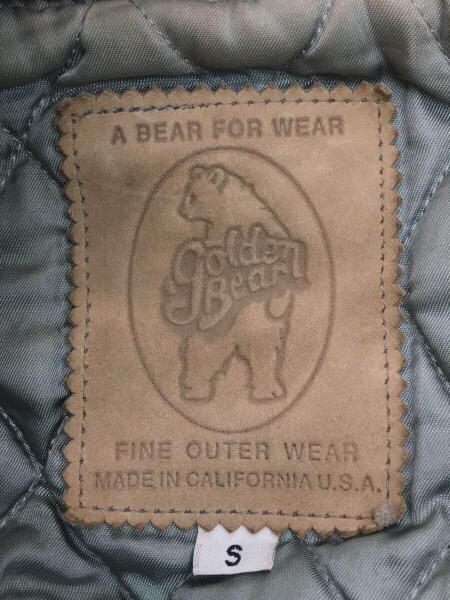 A BEAR FOR WEAR
Golden
Bear
FINE OUTER WEAR
MADE IN CALIFORNIA U.S.A.
S